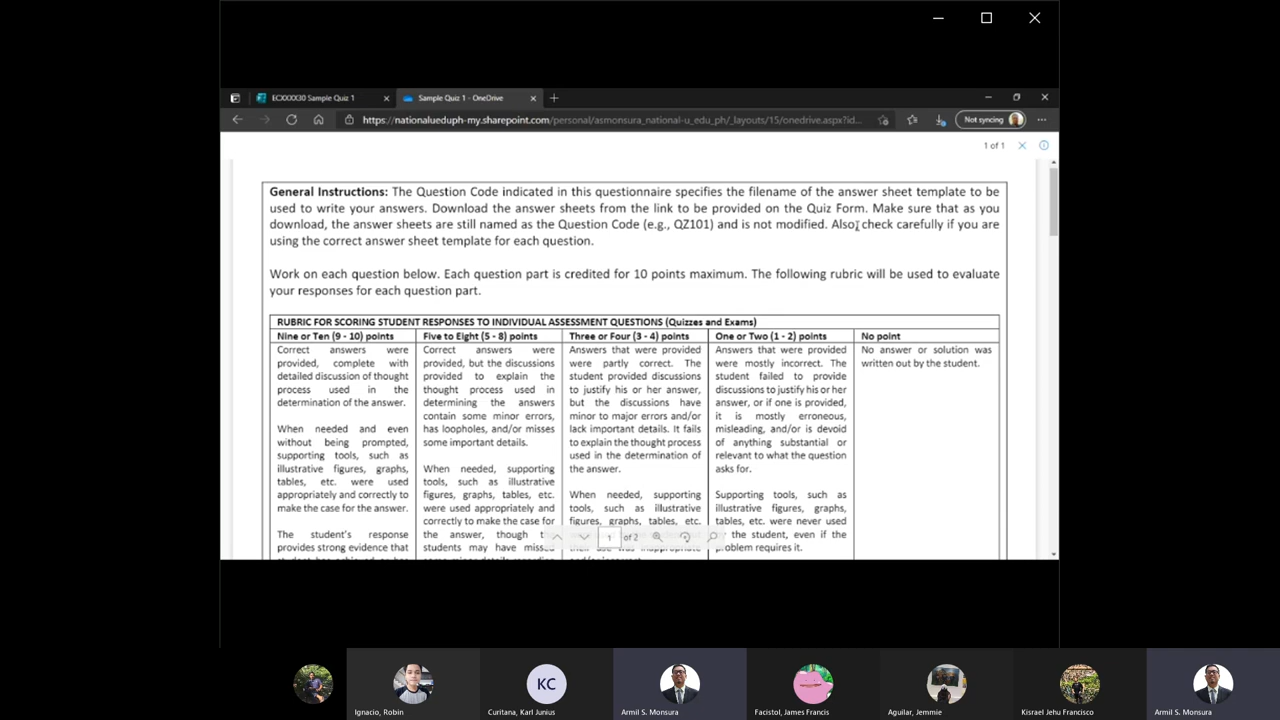 ECXXXX30 Sample Quiz 1
Sample Quiz 1 - OneDrive
https://nationalueduph-my.sharepoint.com/personal/asmonsura_national-u_edu_ph/_layouts/15/onedrive.aspx?id...
Not syncing
1 of 1
General Instructions: The Question Code indicated in this questionnaire specifies the filename of the answer sheet template to be
used to write your answers. Download the answer sheets from the link to be provided on the Quiz Form. Make sure that as you
download, the answer sheets are still named as the Question Code (e.g., QZ101) and is not modified. Also check carefully if you are
using the correct answer sheet template for each question.
Work on each question below. Each question part is credited for 10 points maximum. The following rubric will be used to evaluate
your responses for each question part.
RUBRIC FOR SCORING STUDENT RESPONSES TO INDIVIDUAL ASSESSMENT QUESTIONS (Quizzes and Exams)
Nine or Ten (9 - 10) points
Correct answers were
provided, complete with
detailed discussion of thought
process used in the
determination of the answer.
When needed and even
without being prompted,
supporting tools, such as
illustrative figures, graphs,
tables, etc. were used
appropriately and correctly to
make the case for the answer.
The student's response
provides strong evidence that
Five to Eight (5 - 8) points
Correct answers were
provided, but the discussions
provided to explain the
thought process used in
determining the answers
contain some minor errors,
has loopholes, and/or misses
some important details.
When needed, supporting
tools, such as illustrative
figures, graphs, tables, etc.
were used appropriately and
correctly to make the case for
the answer, though
students may have missed
Three or Four (3 - 4) points
Answers that were provided
were partly correct. The
student provided discussions
to justify his or her answer,
but the discussions have
minor to major errors and/or
lack important details. It fails
to explain the thought process
used in the determination of
the answer.
When needed, supporting
tools, such as illustrative
figures, graphs, tables, etc.
One or Two (1 - 2) points
Answers that were provided
were mostly incorrect. The
student failed to provide
discussions to justify his or her
answer, or if one is provided,
it is mostly erroneous,
misleading, and/or is devoid
of anything substantial or
relevant to what the question
asks for.
Supporting tools, such as
illustrative figures, graphs,
tables, etc. were never used
the student, even if the
problem requires it.
No point
No answer or solution was
written out by the student.
1 of 2
KC
Ignacio, Robin
Curitana, Karl Junius
Armil S. Monsura
Facistol, James Francis
Aguilar, Jemmie
Kisrael Jehu Francisco
Armil S. Monsura